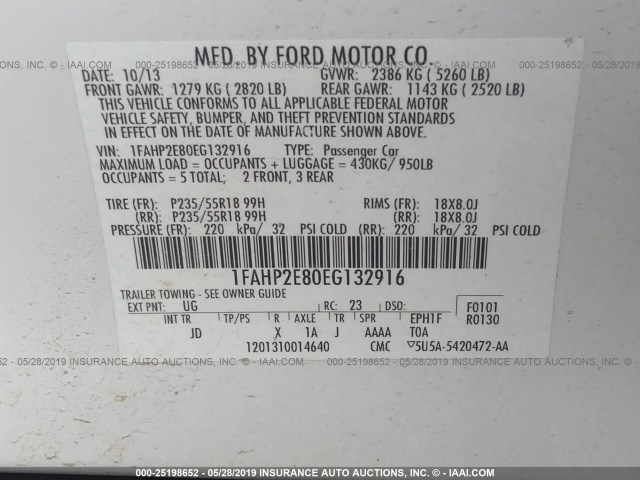 MFD. BY FORD MOTOR CO.
DATE: 10/13 GVWR: 2386 KG ( 5260 LB)
FRONT GAWR: 1279 KG ( 2820 LB) REAR GAWR: 1143 KG ( 2520 LB)
THIS VEHICLE CONFORMS TO ALL APPLICABLE FEDERAL MOTOR
VEHICLE SAFETY, BUMPER, AND THEFT PREVENTION STANDARDS
IN EFFECT ON THE DATE OF MANUFACTURE SHOWN ABOVE.
VIN: 1FAHP2E80EG132916 TYPE: Passenger Car
MAXIMUM LOAD = OCCUPANTS + LUGGAGE = 430KG/ 950LB
OCCUPANTS = 5 TOTAL; 2 FRONT, 3 REAR
TIRE (FR): P235/55R18 99H RIMS (FR): 18X8.0J
(RR): P235/55R18 99H (RR): 18X8.0J
PRESSURE (FR): 220 kPa/ 32 PSI COLD (RR): 220 kPa/ 32 PSI COLD
1FAHP2E80EG132916
TRAILER TOWING - SEE OWNER GUIDE
EXT PNT: UG RC: 23 DSO: F0101
INT TR TP/PS R AXLE TR SPR EPH1F R0130
JD X 1A J AAAA TOA
1201310014640 CMC ▽5U5A-5420472-AA
000-25198652 - 05/28/2019 INSURANCE AUTO AUCTIONS, INC. - IAAI.COM